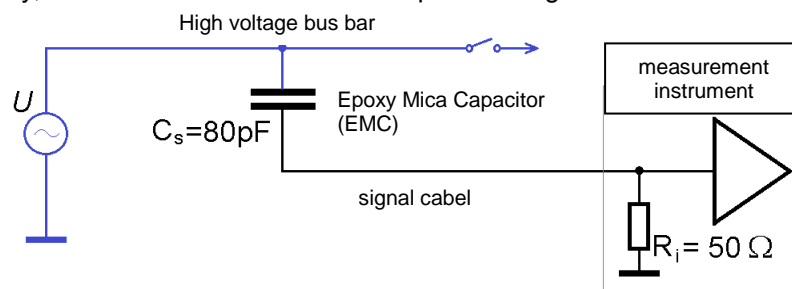 High voltage bus bar
U
Epoxy Mica Capacitor
(EMC)
Cs=80pF
signal cabel
measurement
instrument
Ri= 50 Ω